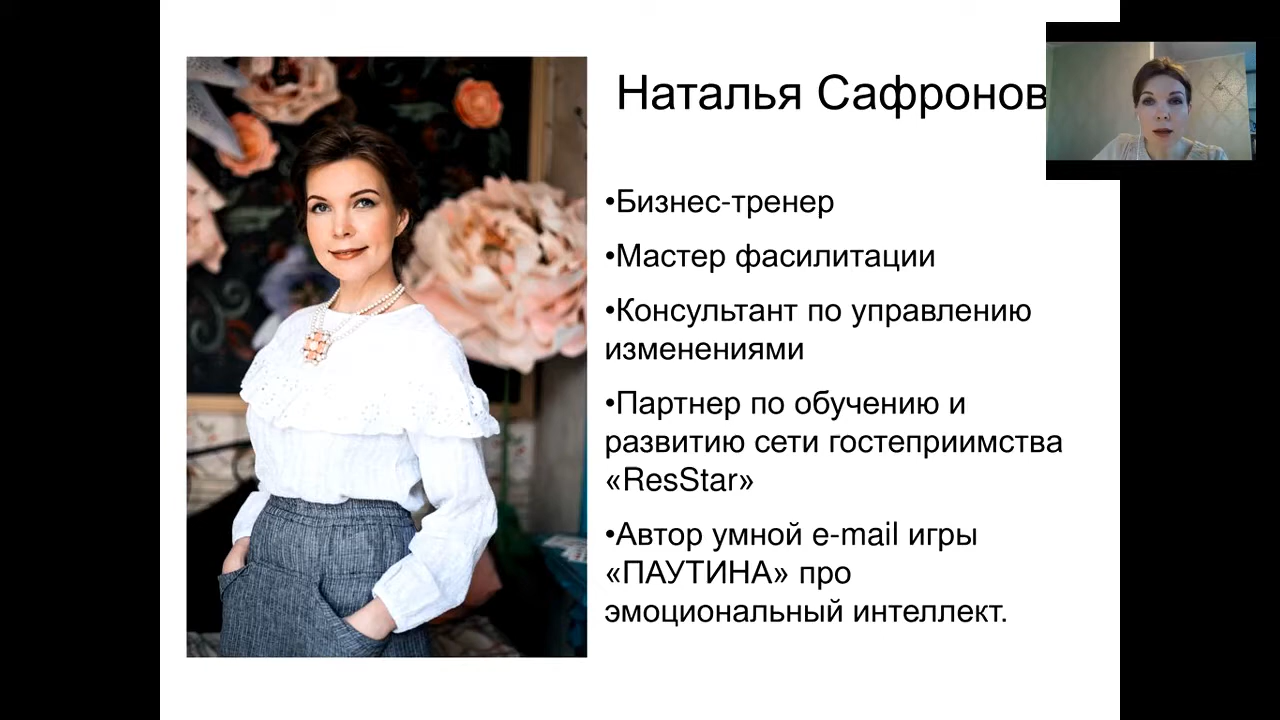 Наталья Сафронов
•Бизнес-тренер
•Мастер фасилитации
•Консультант по управлению
изменениями
•Партнер по обучению и
развитию сети гостеприимства
«ResStar»
•Автор умной e-mail игры
«ПАУТИНА» про
эмоциональный интеллект.